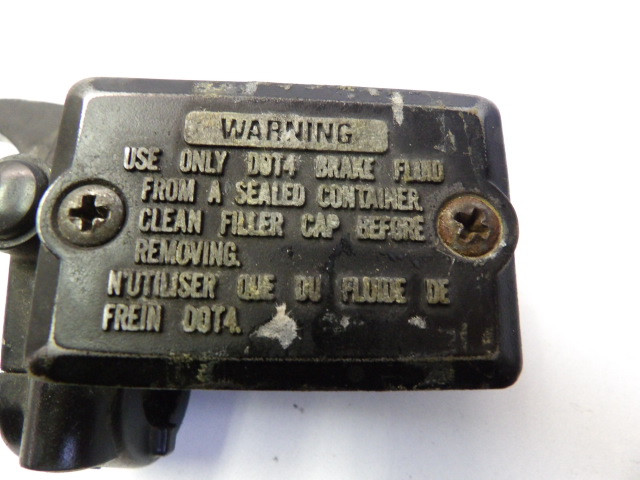 WARNING
USE ONLY DOT4 BRAKE FLUID
FROM A SEALED CONTAINER.
CLEAN FILLER CAP BEFORE
REMOVING.
N'UTILISER QUE DU FLUIDE DE
FREIN DOT4.